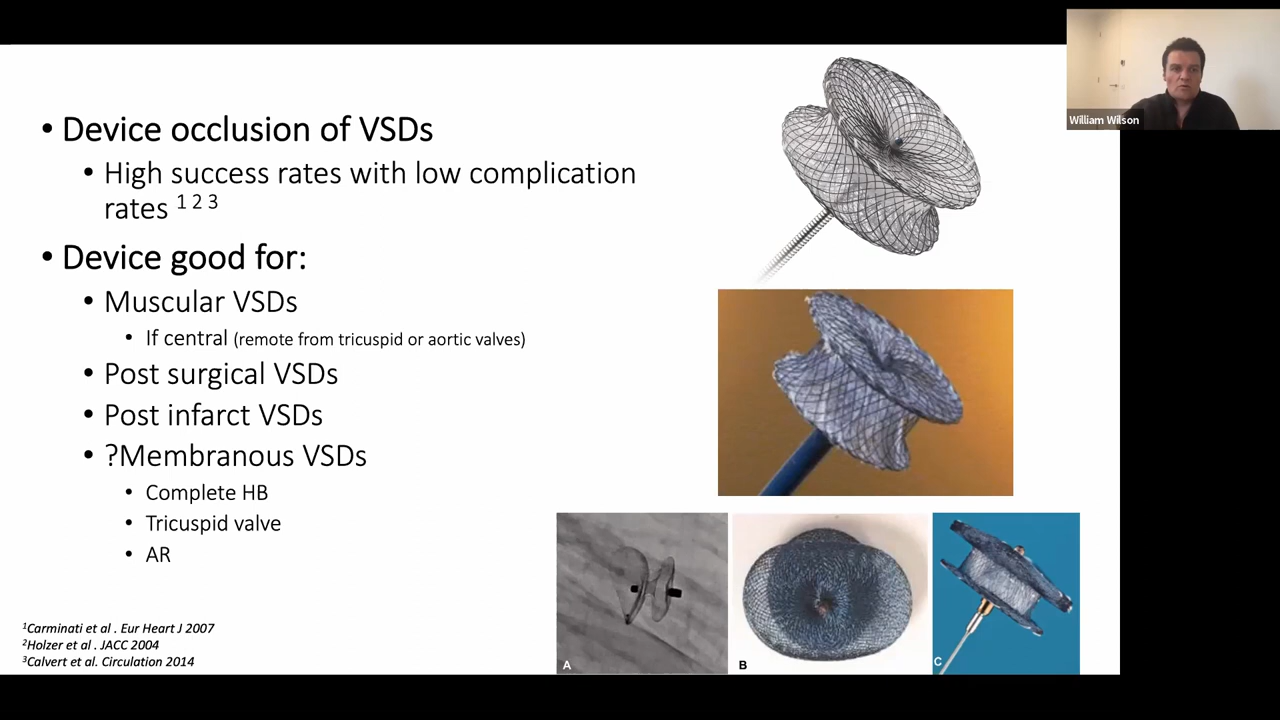 • Device occlusion of VSDs
• High success rates with low complication
rates 1 2 3
• Device good for:
• Muscular VSDs
• If central (remote from tricuspid or aortic valves)
• Post surgical VSDs
• Post infarct VSDs
• ?Membranous VSDs
• Complete HB
• Tricuspid valve
• AR
1Carminati et al . Eur Heart J 2007
2Holzer et al . JACC 2004
3Calvert et al. Circulation 2014
A
B
C
William Wilson